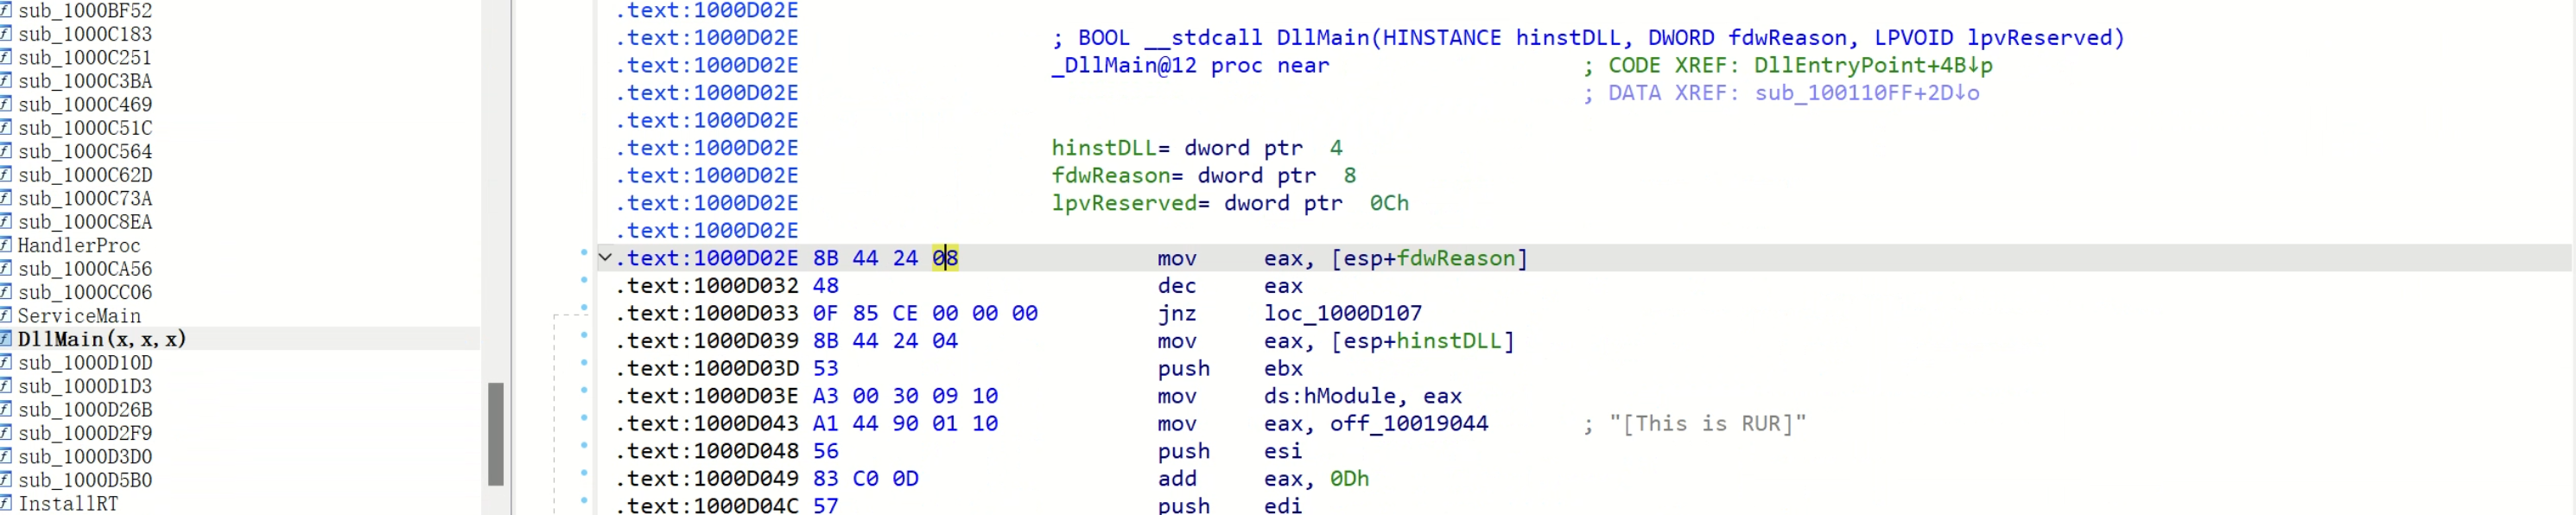 sub_1000BF52
sub_1000C183
sub_1000C251
sub_1000C3BA
sub_1000C469
sub_1000C51C
sub_1000C564
sub_1000C62D
sub_1000C73A
sub_1000C8EA
HandlerProc
sub_1000CA56
sub_1000CC06
ServiceMain
DllMain(x,x,x)
sub_1000D10D
sub_1000D1D3
sub_1000D26B
sub_1000D2F9
sub_1000D3D0
sub_1000D5B0
InstallRT
.text:1000D02E
.text:1000D02E ; BOOL __stdcall DllMain(HINSTANCE hinstDLL, DWORD fdwReason, LPVOID lpvReserved)
.text:1000D02E _DllMain@12 proc near ; CODE XREF: DllEntryPoint+4B↓p
.text:1000D02E ; DATA XREF: sub_100110FF+2D↓o
.text:1000D02E
.text:1000D02E hinstDLL= dword ptr 4
.text:1000D02E fdwReason= dword ptr 8
.text:1000D02E lpvReserved= dword ptr 0Ch
.text:1000D02E
.text:1000D02E 8B 44 24 08 mov eax, [esp+fdwReason]
.text:1000D032 48 dec eax
.text:1000D033 0F 85 CE 00 00 00 jnz loc_1000D107
.text:1000D039 8B 44 24 04 mov eax, [esp+hinstDLL]
.text:1000D03D 53 push ebx
.text:1000D03E A3 00 30 09 10 mov ds:hModule, eax
.text:1000D043 A1 44 90 01 10 mov eax, off_10019044 ; "[This is RUR]"
.text:1000D048 56 push esi
.text:1000D049 83 C0 0D add eax, 0Dh
.text:1000D04C 57 push edi